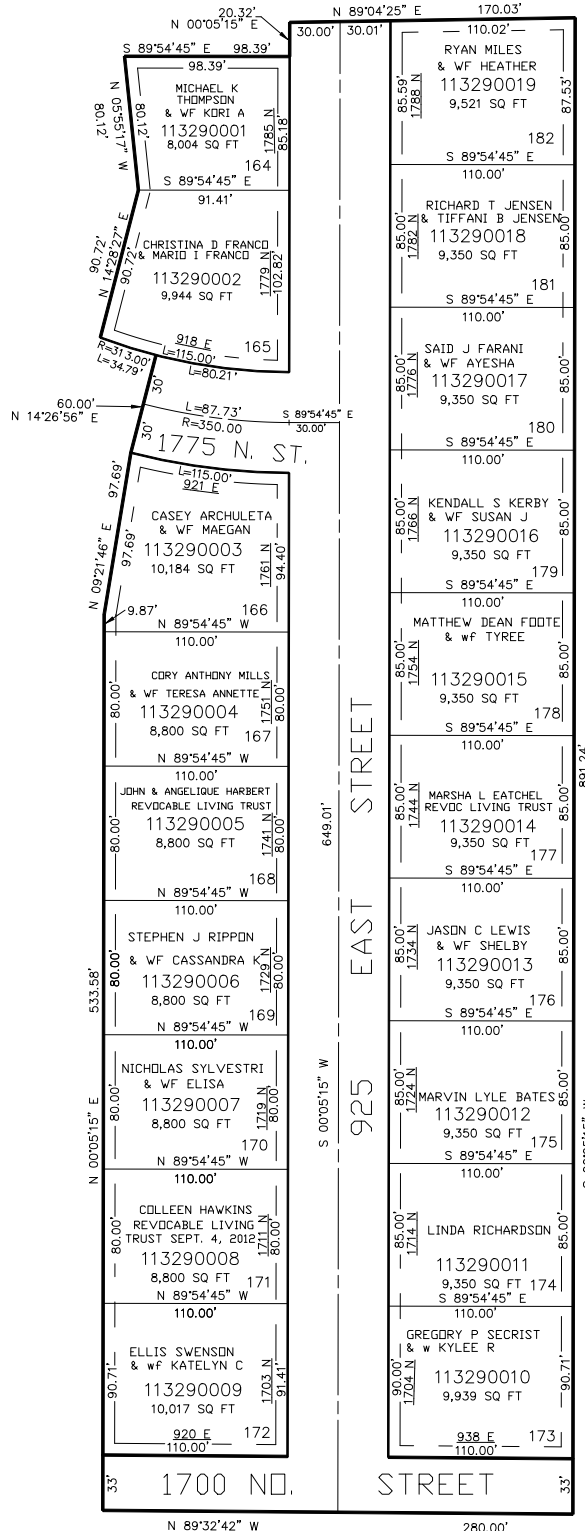 20.32'
N 00°05'15" E
N 89°04'25" E
170.03'
30.00'
30.01'
110.02'
S 89°54'45" E 98.39'
98.39'
N 05°55'17" W
80.12'
80.12'
MICHAEL K
THOMPSON
& WF KORI A
113290001
8,004 SQ FT
164
1785 N
85.18'
S 89°54'45" E
91.41'
N 14°28'27" E
90.72'
90.72'
CHRISTINA D FRANCO
& MARIO I FRANCO
113290002
9,944 SQ FT
1779 N
102.82'
918 E
165
L=115.00'
R=313.00'
L=34.79'
L=80.21'
60.00'
N 14°26'56" E
30'
30'
L=87.73'
R=350.00
S 89°54'45" E
30.00'
1775 N. ST.
L=115.00'
921 E
97.69'
97.69'
N 09°21'46" E
CASEY ARCHULETA
& WF MAEGAN
113290003
10,184 SQ FT
1761 N
94.40'
166
9.87'
N 89°54'45" W
110.00'
CORY ANTHONY MILLS
& WF TERESA ANNETTE
113290004
8,800 SQ FT
167
80.00'
1751 N
80.00'
N 89°54'45" W
110.00'
JOHN & ANGELIQUE HARBERT
REVOCABLE LIVING TRUST
113290005
8,800 SQ FT
80.00'
1741 N
80.00'
168
N 89°54'45" W
110.00'
STEPHEN J RIPPON
& WF CASSANDRA K
113290006
8,800 SQ FT
80.00'
1729 N
80.00'
169
N 89°54'45" W
110.00'
533.58'
N 00°05'15" E
NICHOLAS SYLVESTRI
& WF ELISA
113290007
8,800 SQ FT
80.00'
1719 N
80.00'
170
N 89°54'45" W
110.00'
COLLEEN HAWKINS
REVOCABLE LIVING
TRUST SEPT. 4, 2012
113290008
8,800 SQ FT
171
80.00'
1711 N
80.00'
N 89°54'45" W
110.00'
ELLIS SWENSON
& wf KATELYN C
113290009
10,017 SQ FT
90.71'
1703 N
91.41'
920 E
172
110.00'
649.01'
S 00°05'15" W
925 EAST STREET
RYAN MILES
& WF HEATHER
113290019
9,521 SQ FT
85.59'
1788 N
87.53'
182
S 89°54'45" E
110.00'
RICHARD T JENSEN
& TIFFANI B JENSENO
113290018
9,350 SQ FT
85.00'
1782 N
85.00'
181
S 89°54'45" E
110.00'
SAID J FARANI
& WF AYESHA
113290017
9,350 SQ FT
85.00'
1776 N
85.00'
180
S 89°54'45" E
110.00'
KENDALL S KERBY
& WF SUSAN J
113290016
9,350 SQ FT
85.00'
1766 N
85.00'
179
S 89°54'45" E
110.00'
MATTHEW DEAN FOOTE
& wf TYREE
113290015
9,350 SQ FT
85.00'
1754 N
85.00'
178
S 89°54'45" E
110.00'
891.24'
MARSHA L EATCHEL
REVOC LIVING TRUST
113290014
9,350 SQ FT
85.00'
1744 N
85.00'
177
S 89°54'45" E
110.00'
JASON C LEWIS
& WF SHELBY
113290013
9,350 SQ FT
85.00'
1734 N
85.00'
176
S 89°54'45" E
110.00'
MARVIN LYLE BATES
113290012
9,350 SQ FT
85.00'
1724 N
85.00'
175
S 89°54'45" E
110.00'
LINDA RICHARDSON
113290011
9,350 SQ FT
174
85.00'
1714 N
85.00'
S 89°54'45" E
110.00'
GREGORY P SECRIST
& w KYLEE R
113290010
9,939 SQ FT
90.00'
1704 N
90.71'
938 E
173
110.00'
33'
1700 NO. STREET
33'
N 89°32'42" W
280.00'